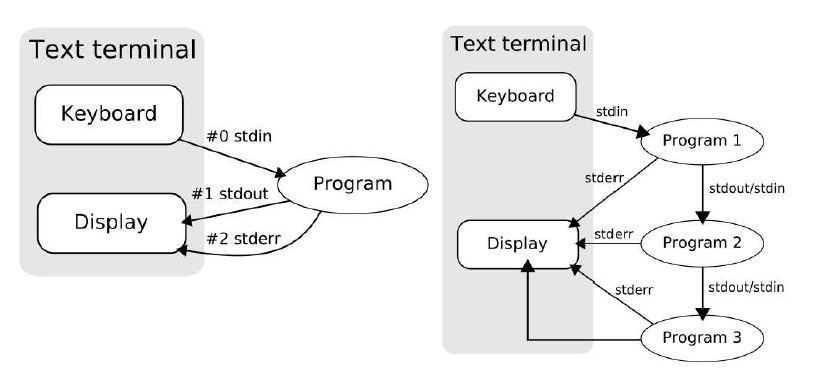 Text terminal
Keyboard
#0 stdin
Program
#1 stdout
Display
#2 stderr
Text terminal
Keyboard
stdin
Program 1
stderr
stdout/stdin
Display
stderr
Program 2
stdout/stdin
stderr
Program 3